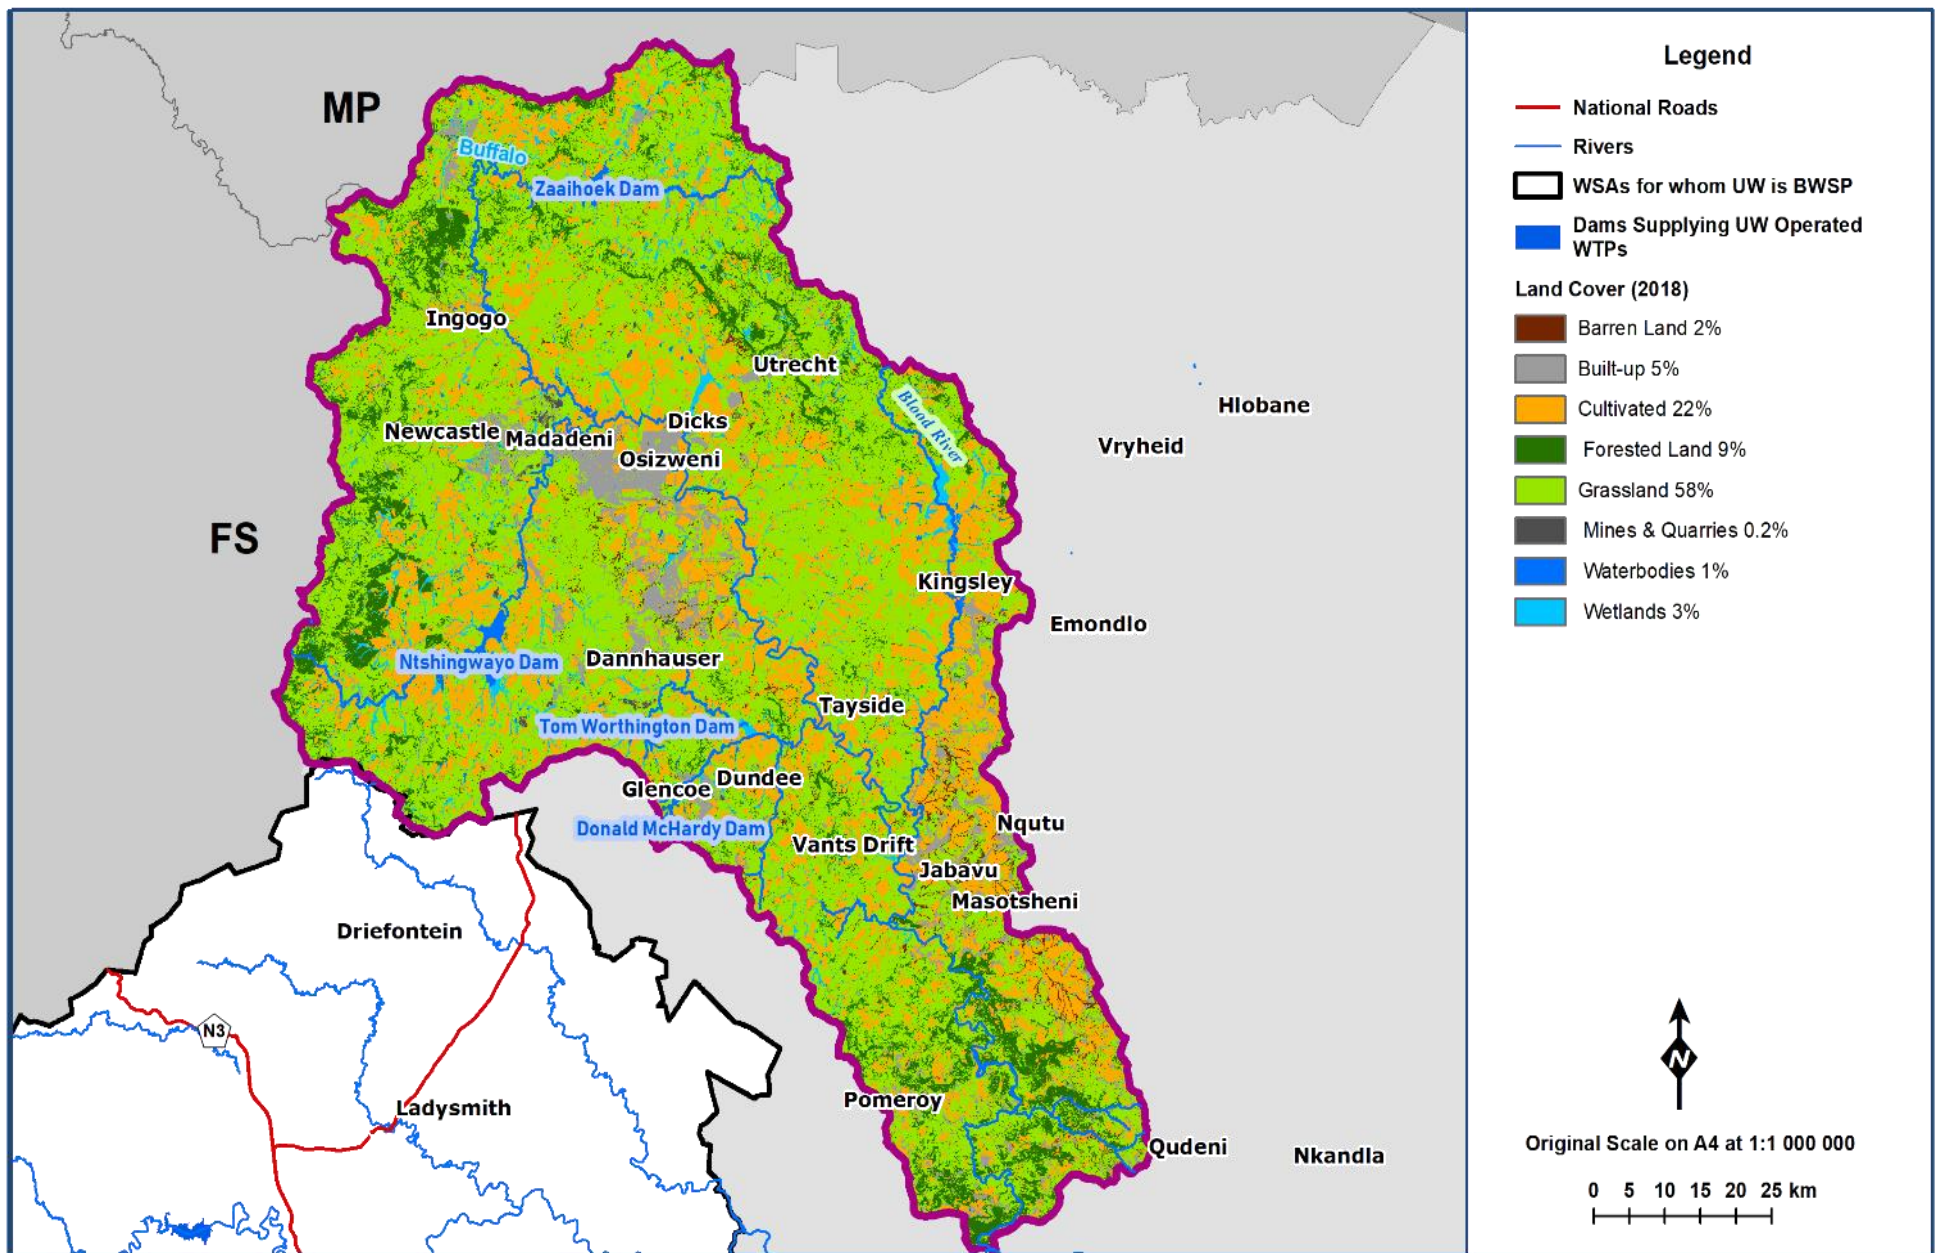 MP
Buffalo
Zaaihoek Dam
Ingogo
Utrecht
Blood River
Hlobane
Dicks
Newcastle
Madadeni
Vryheid
Osizweni
FS
Kingsley
Emondlo
Ntshingwayo Dam
Dannhauser
Tayside
Tom Worthington Dam
Dundee
Glencoe
Donald McHardy Dam
Nqutu
Vants Drift
Jabavu
Masotsheni
Driefontein
N3
Pomeroy
Ladysmith
Qudeni
Nkandla
Legend
National Roads
Rivers
WSAs for whom UW is BWSP
Dams Supplying UW Operated
WTPs
Land Cover (2018)
Barren Land 2%
Built-up 5%
Cultivated 22%
Forested Land 9%
Grassland 58%
Mines & Quarries 0.2%
Waterbodies 1%
Wetlands 3%
N
Original Scale on A4 at 1:1 000 000
0 5 10 15 20 25 km